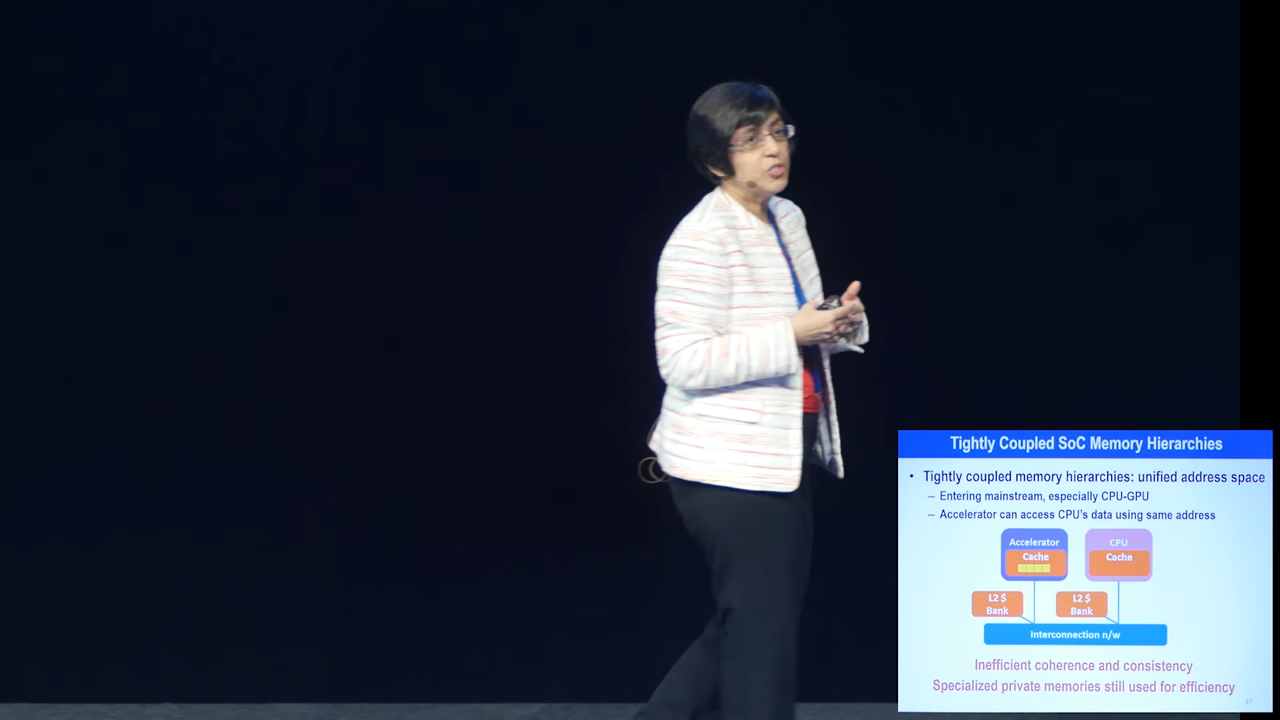 Tightly Coupled SoC Memory Hierarchies
• Tightly coupled memory hierarchies: unified address space
– Entering mainstream, especially CPU-GPU
– Accelerator can access CPU's data using same address
Accelerator
Cache
CPU
Cache
L2 $
Bank
L2 $
Bank
Interconnection n/w
Inefficient coherence and consistency
Specialized private memories still used for efficiency